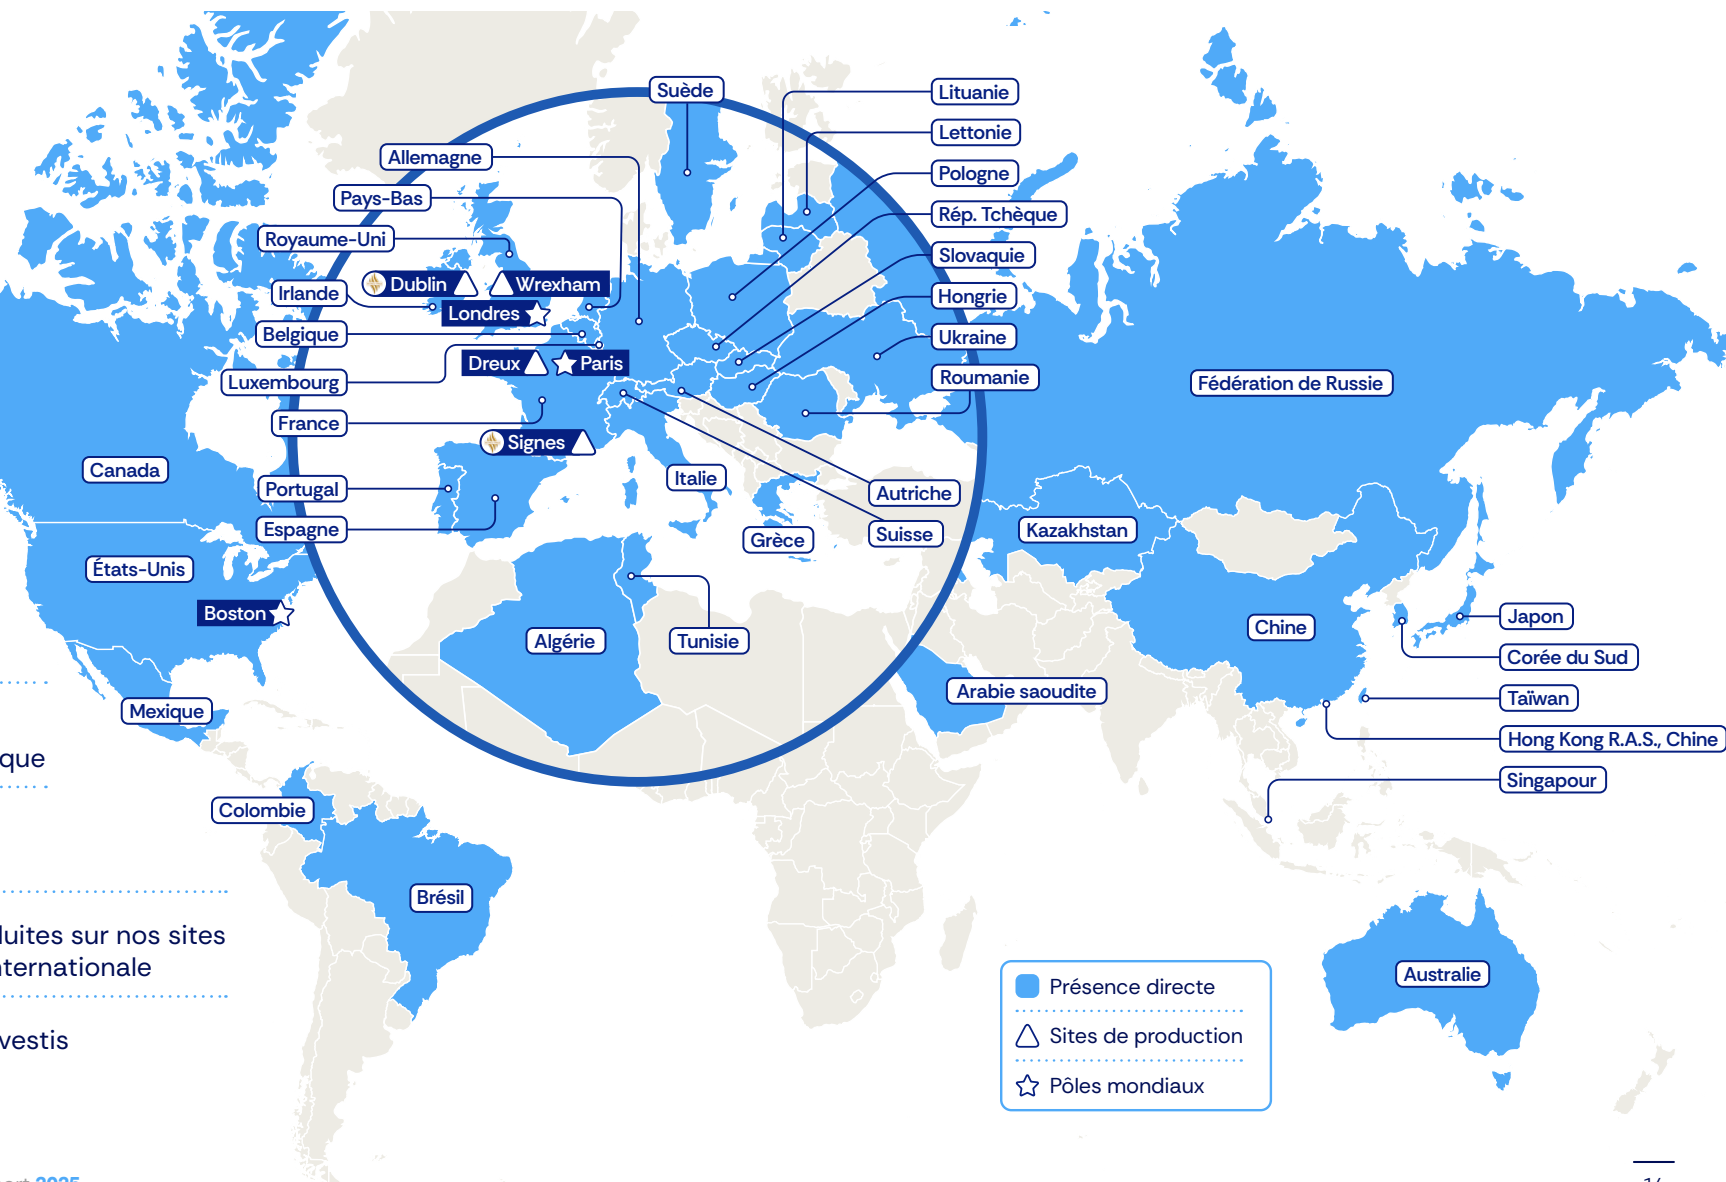 Suède
Lituanie
Lettonie
Allemagne
Pologne
Pays-Bas
Rép. Tchèque
Royaume-Uni
Slovaquie
Dublin
Wrexham
Irlande
Hongrie
Londres
Belgique
Ukraine
Dreux
Paris
Luxembourg
Roumanie
Fédération de Russie
France
Signes
Canada
Italie
Portugal
Autriche
Espagne
Kazakhstan
Suisse
Grèce
États-Unis
Boston
Japon
Chine
Algérie
Tunisie
Corée du Sud
Arabie saoudite
Taïwan
Mexique
Hong Kong R.A.S., Chine
que
Singapour
Colombie
Brésil
luites sur nos sites
nternationale
Australie
Présence directe
Sites de production
vestis
Pôles mondiaux